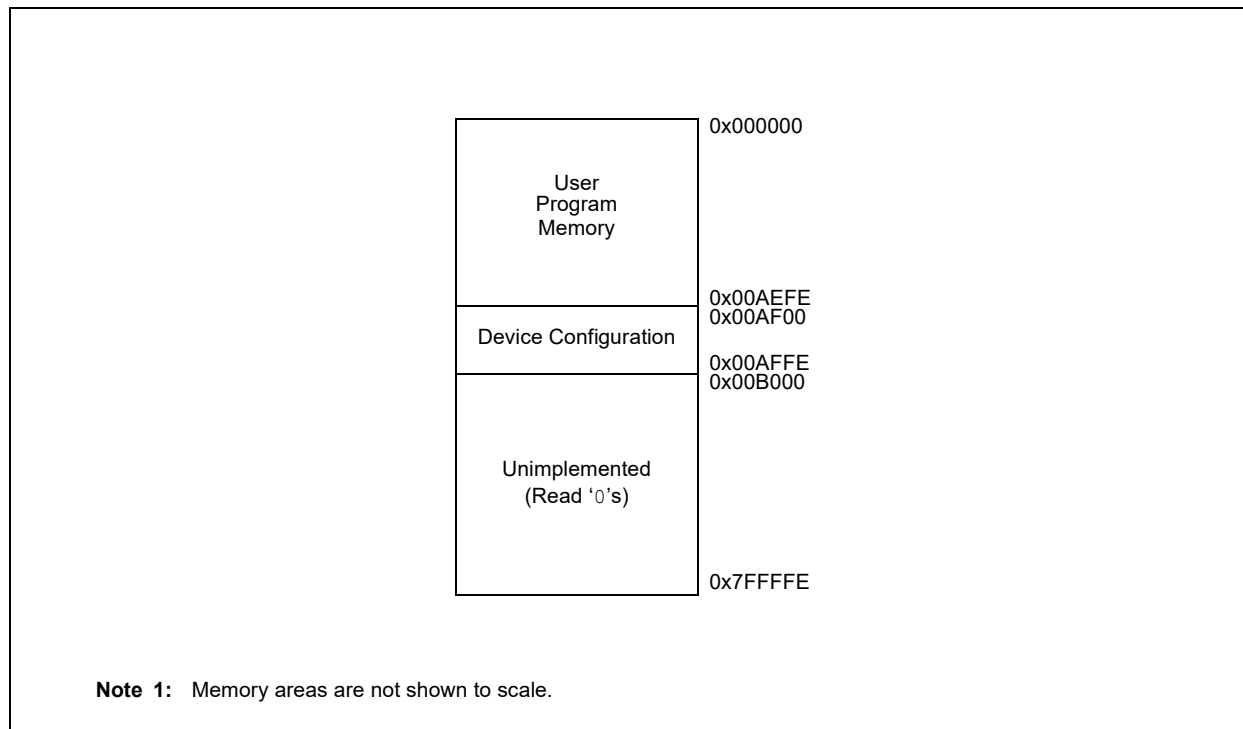 0x000000
User
Program
Memory
0x00AEFE
0x00AF00
Device Configuration
0x00AFFE
0x00B000
Unimplemented
(Read ‘0’s)
0x7FFFFE
Note 1: Memory areas are not shown to scale.